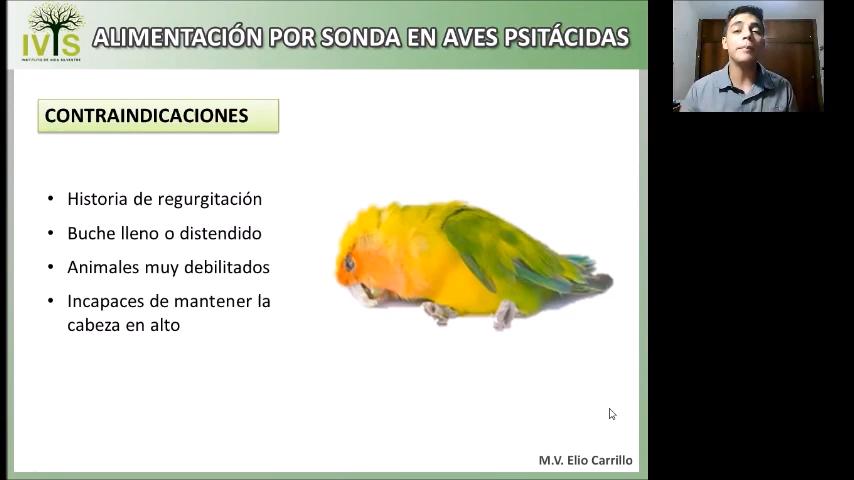 IVIS
INSTITUTO DE VIDA SILVESTRE
ALIMENTACIÓN POR SONDA EN AVES PSITÁCIDAS
CONTRAINDICACIONES
• Historia de regurgitación
• Buche lleno o distendido
• Animales muy debilitados
• Incapaces de mantener la
cabeza en alto
M.V. Elio Carrillo